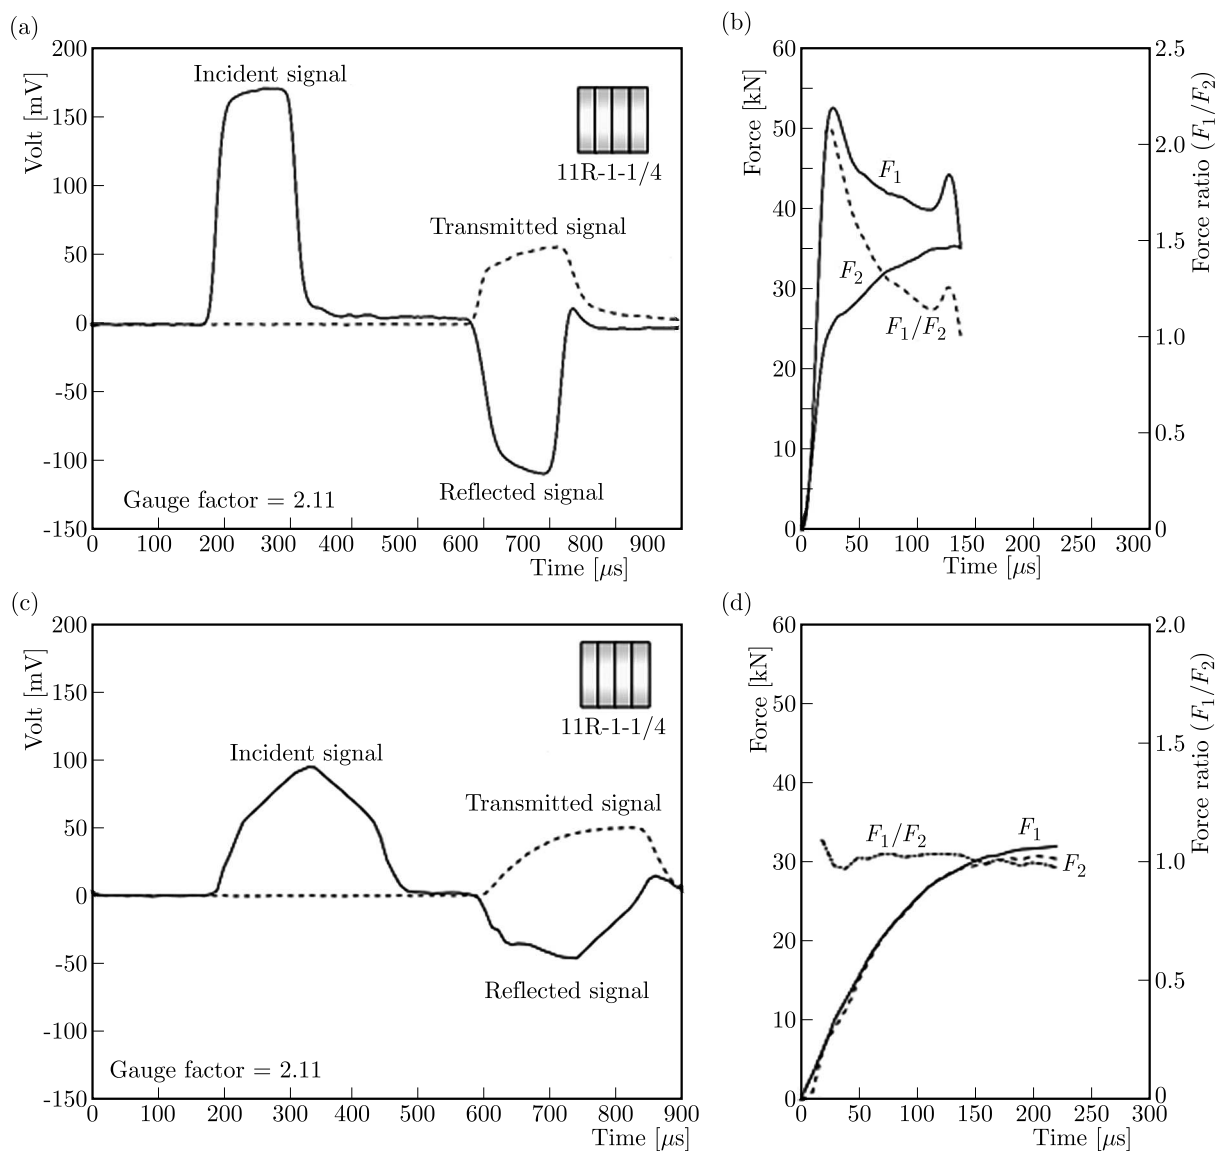 (a)
200
150
100
50
0
-50
-100
-150
Volt [mV]
Incident signal
11R-1-1/4
Transmitted signal
Reflected signal
Gauge factor = 2.11
0 100 200 300 400 500 600 700 800 900
Time [μs]
(b)
60
50
40
30
20
10
0
Force [kN]
F₁
F₂
F₁/F₂
2.5
2.0
1.5
1.0
0.5
0
Force ratio (F₁/F₂)
0 50 100 150 200 250 300
Time [μs]
(c)
200
150
100
50
0
-50
-100
-150
Volt [mV]
Incident signal
11R-1-1/4
Transmitted signal
Reflected signal
Gauge factor = 2.11
0 100 200 300 400 500 600 700 800 900
Time [μs]
(d)
60
50
40
30
20
10
0
Force [kN]
F₁/F₂
F₁
F₂
2.0
1.5
1.0
0.5
0
Force ratio (F₁/F₂)
0 50 100 150 200 250 300
Time [μs]